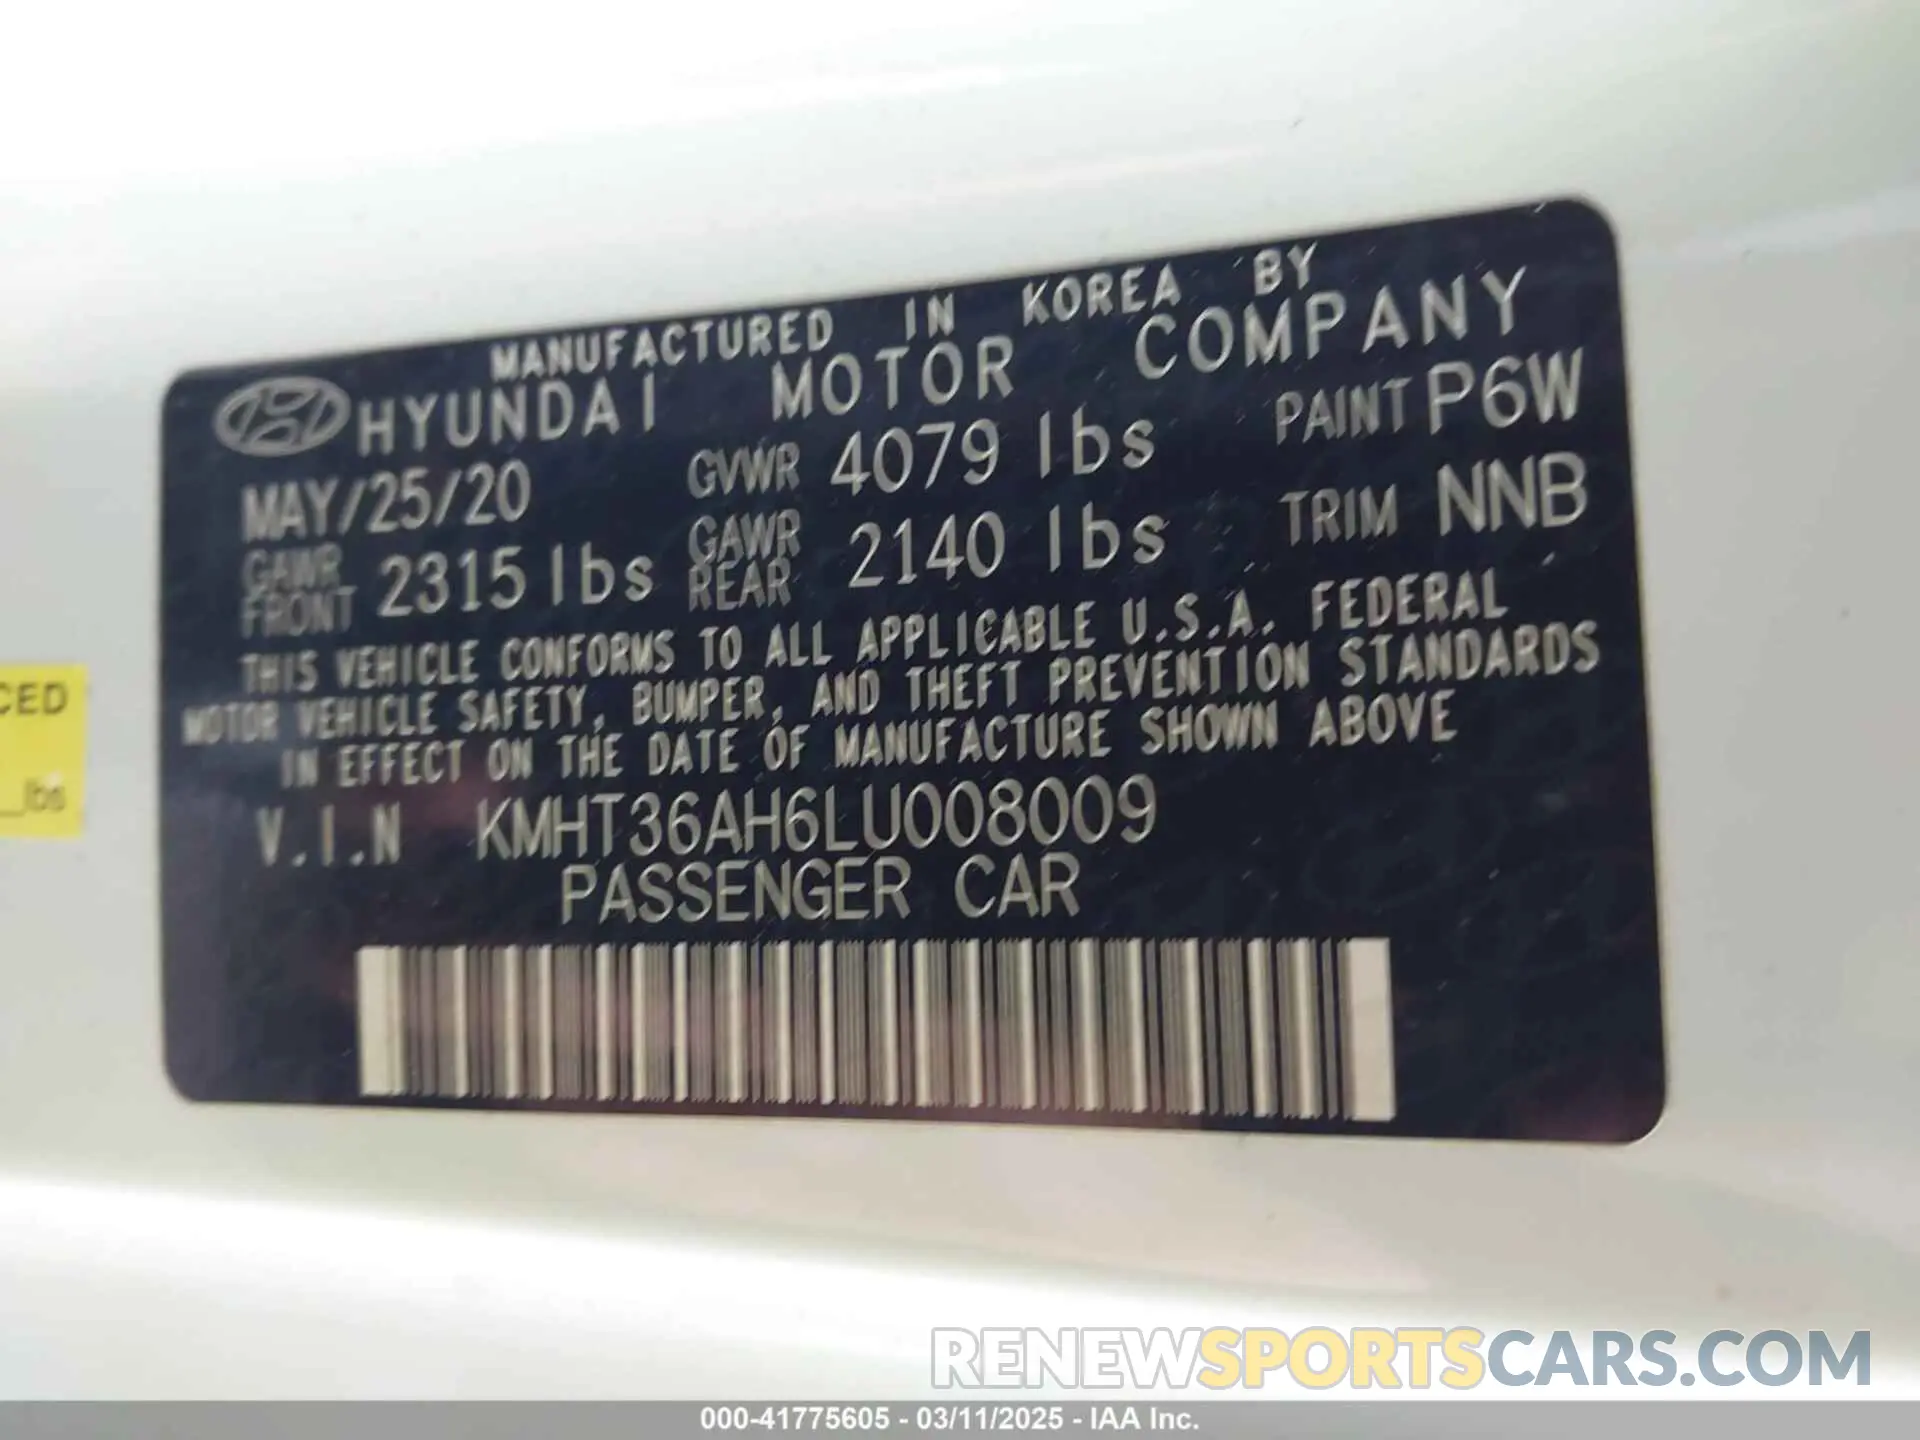 MANUFACTURED IN KOREA BY
HYUNDAI MOTOR COMPANY
MAY/25/20 GVWR 4079 lbs PAINT P6W
GAWR FRONT 2315 lbs GAWR REAR 2140 lbs TRIM NNB
THIS VEHICLE CONFORMS TO ALL APPLICABLE U.S.A. FEDERAL
MOTOR VEHICLE SAFETY, BUMPER, AND THEFT PREVENTION STANDARDS
IN EFFECT ON THE DATE OF MANUFACTURE SHOWN ABOVE
V.I.N KMHT36AH6LU008009
PASSENGER CAR
CED
lbs
RENEWSPORTSCARS.COM
000-41775605 - 03/11/2025 - IAA Inc.